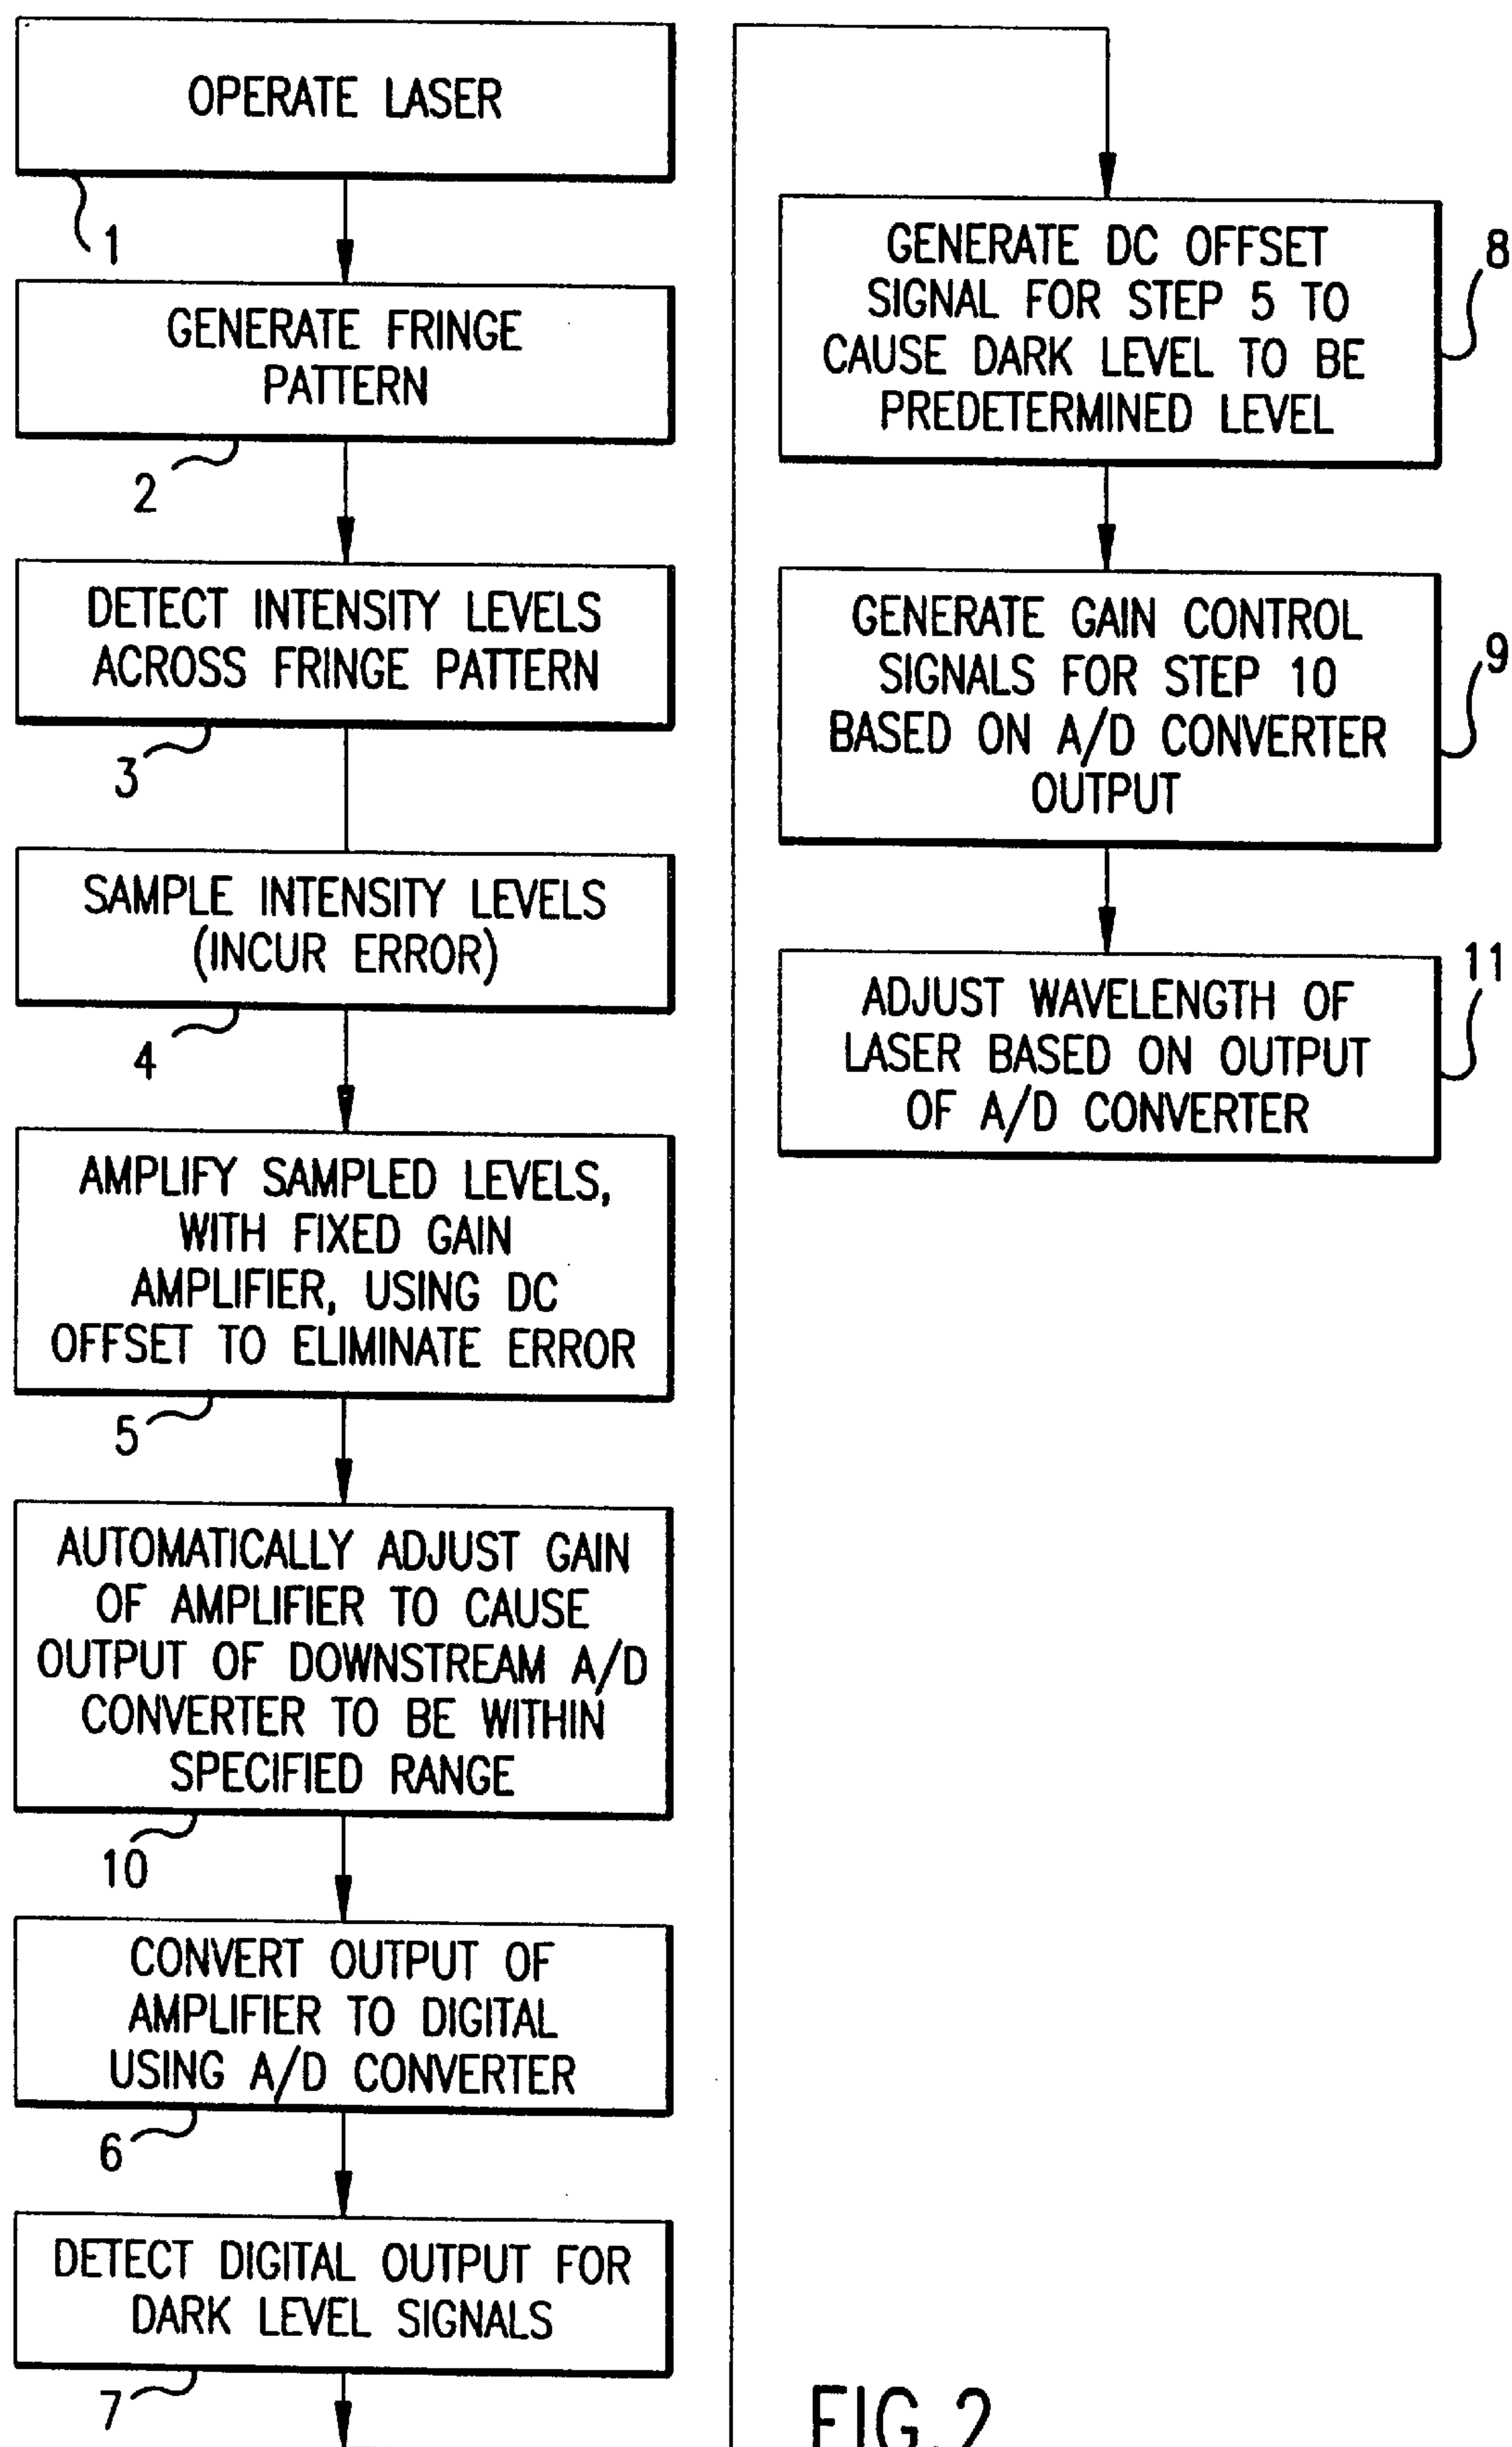 OPERATE LASER
1
GENERATE FRINGE
PATTERN
2
DETECT INTENSITY LEVELS
ACROSS FRINGE PATTERN
3
SAMPLE INTENSITY LEVELS
(INCUR ERROR)
4
AMPLIFY SAMPLED LEVELS,
WITH FIXED GAIN
AMPLIFIER, USING DC
OFFSET TO ELIMINATE ERROR
5
AUTOMATICALLY ADJUST GAIN
OF AMPLIFIER TO CAUSE
OUTPUT OF DOWNSTREAM A/D
CONVERTER TO BE WITHIN
SPECIFIED RANGE
10
CONVERT OUTPUT OF
AMPLIFIER TO DIGITAL
USING A/D CONVERTER
6
DETECT DIGITAL OUTPUT FOR
DARK LEVEL SIGNALS
7
GENERATE DC OFFSET
SIGNAL FOR STEP 5 TO
CAUSE DARK LEVEL TO BE
PREDETERMINED LEVEL
8
GENERATE GAIN CONTROL
SIGNALS FOR STEP 10
BASED ON A/D CONVERTER
OUTPUT
9
ADJUST WAVELENGTH OF
LASER BASED ON OUTPUT
OF A/D CONVERTER
11
FIG.2